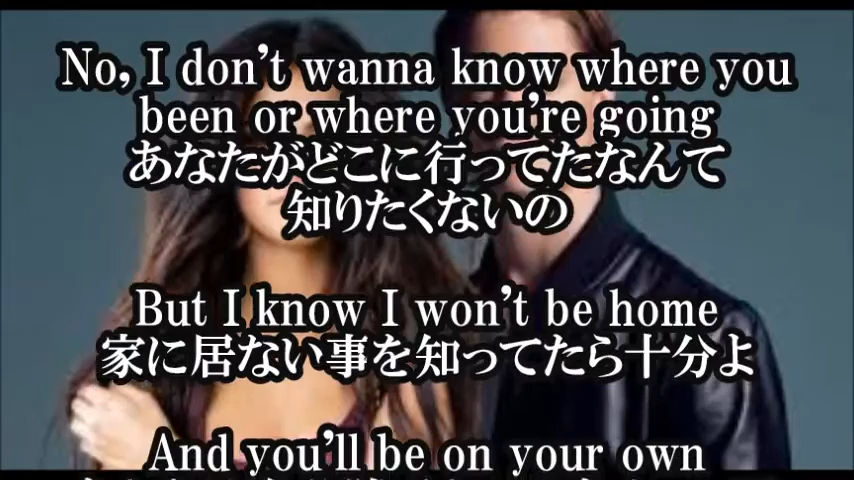 No, I don't wanna know where you
been or where you're going
あなたがどこに行ってたなんて
知りたくないの
But I know I won't be home
家に居ない事を知ってたら十分よ
And you'll be on your own